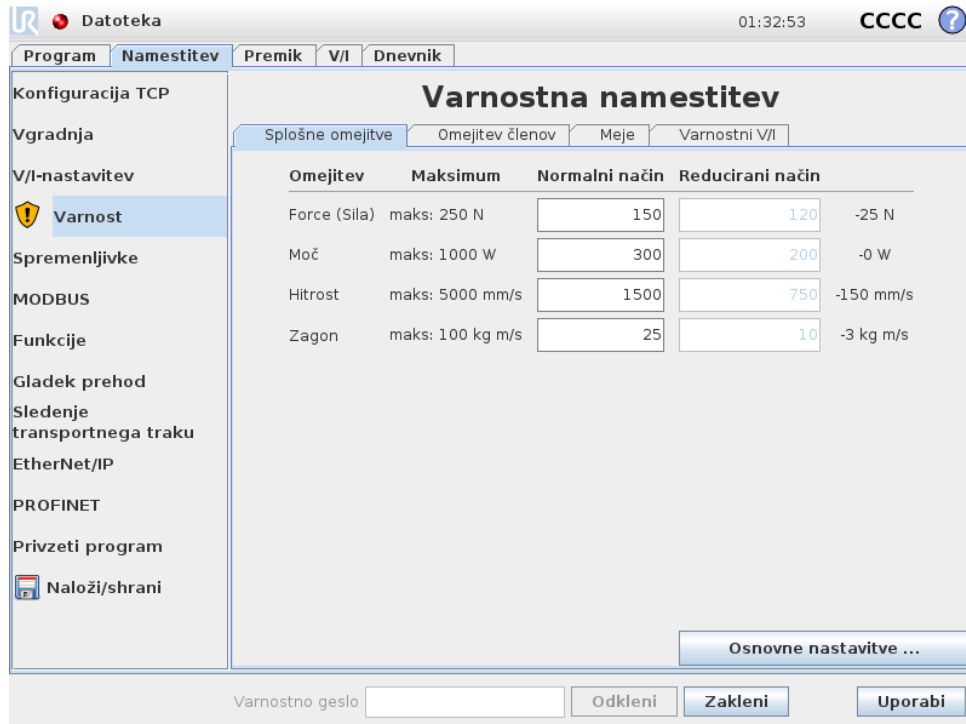 UR Datoteka 01:32:53 CCCC ?
Program Namestitev Premik V/I Dnevnik
Konfiguracija TCP
Vgradnja
V/I-nastavitev
Varnost
Spremenljivke
MODBUS
Funkcije
Gladek prehod
Sledenje
transportnega traku
EtherNet/IP
PROFINET
Privzeti program
Naloži/shrani
Varnostna namestitev
Splošne omejitve Omejitev členov Meje Varnostni V/I
Omejitev Maksimum Normalni način Reducirani način
Force (Sila) maks: 250 N 150 120 -25 N
Moč maks: 1000 W 300 200 -0 W
Hitrost maks: 5000 mm/s 1500 750 -150 mm/s
Zagon maks: 100 kg m/s 25 10 -3 kg m/s
Osnovne nastavitve ...
Varnostno geslo Odkleni Zakleni Uporabi